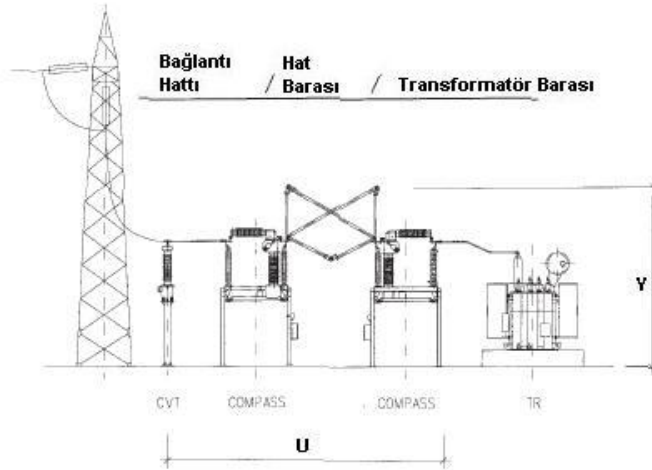 Bağlantı Hattı
/ Hat Barası
/ Transformatör Barası
Y
CVT COMPASS COMPASS TR
U